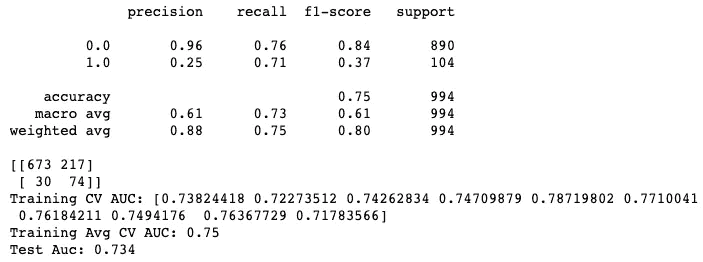 precision    recall  f1-score   support

         0.0       0.96      0.76      0.84       890
         1.0       0.25      0.71      0.37       104

    accuracy                           0.75       994
   macro avg       0.61      0.73      0.61       994
weighted avg       0.88      0.75      0.80       994

[[673 217]
 [ 30  74]]
Training CV AUC: [0.73824418 0.72273512 0.74262834 0.74709879 0.78719802 0.7710041
 0.76184211 0.7494176  0.76367729 0.71783566]
Training Avg CV AUC: 0.75
Test Auc: 0.734